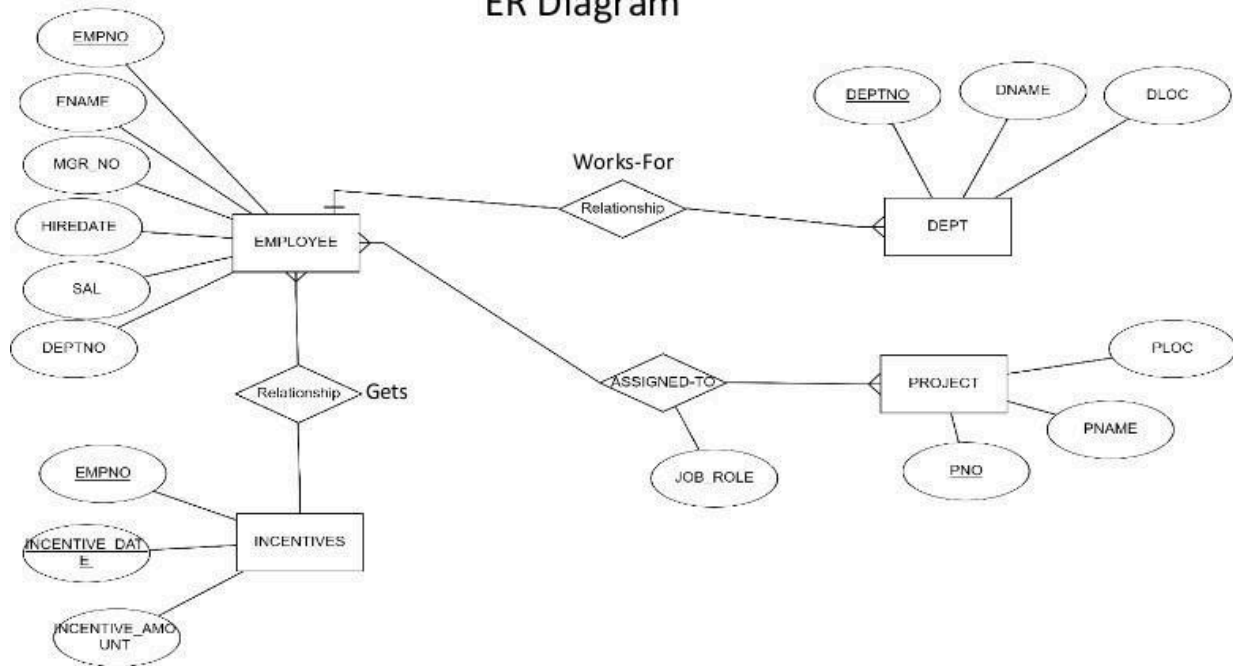 ER Diagram
EMPNO
ENAME
MGR_NO
HIREDATE
SAL
DEPTNO
EMPLOYEE
Works-For
Relationship
DEPTNO
DNAME
DLOC
DEPT
Relationship
Gets
ASSIGNED-TO
JOB_ROLE
PROJECT
PLOC
PNAME
PNO
EMPNO
INCENTIVE_DAT
E
INCENTIVE_AMO
UNT
INCENTIVES